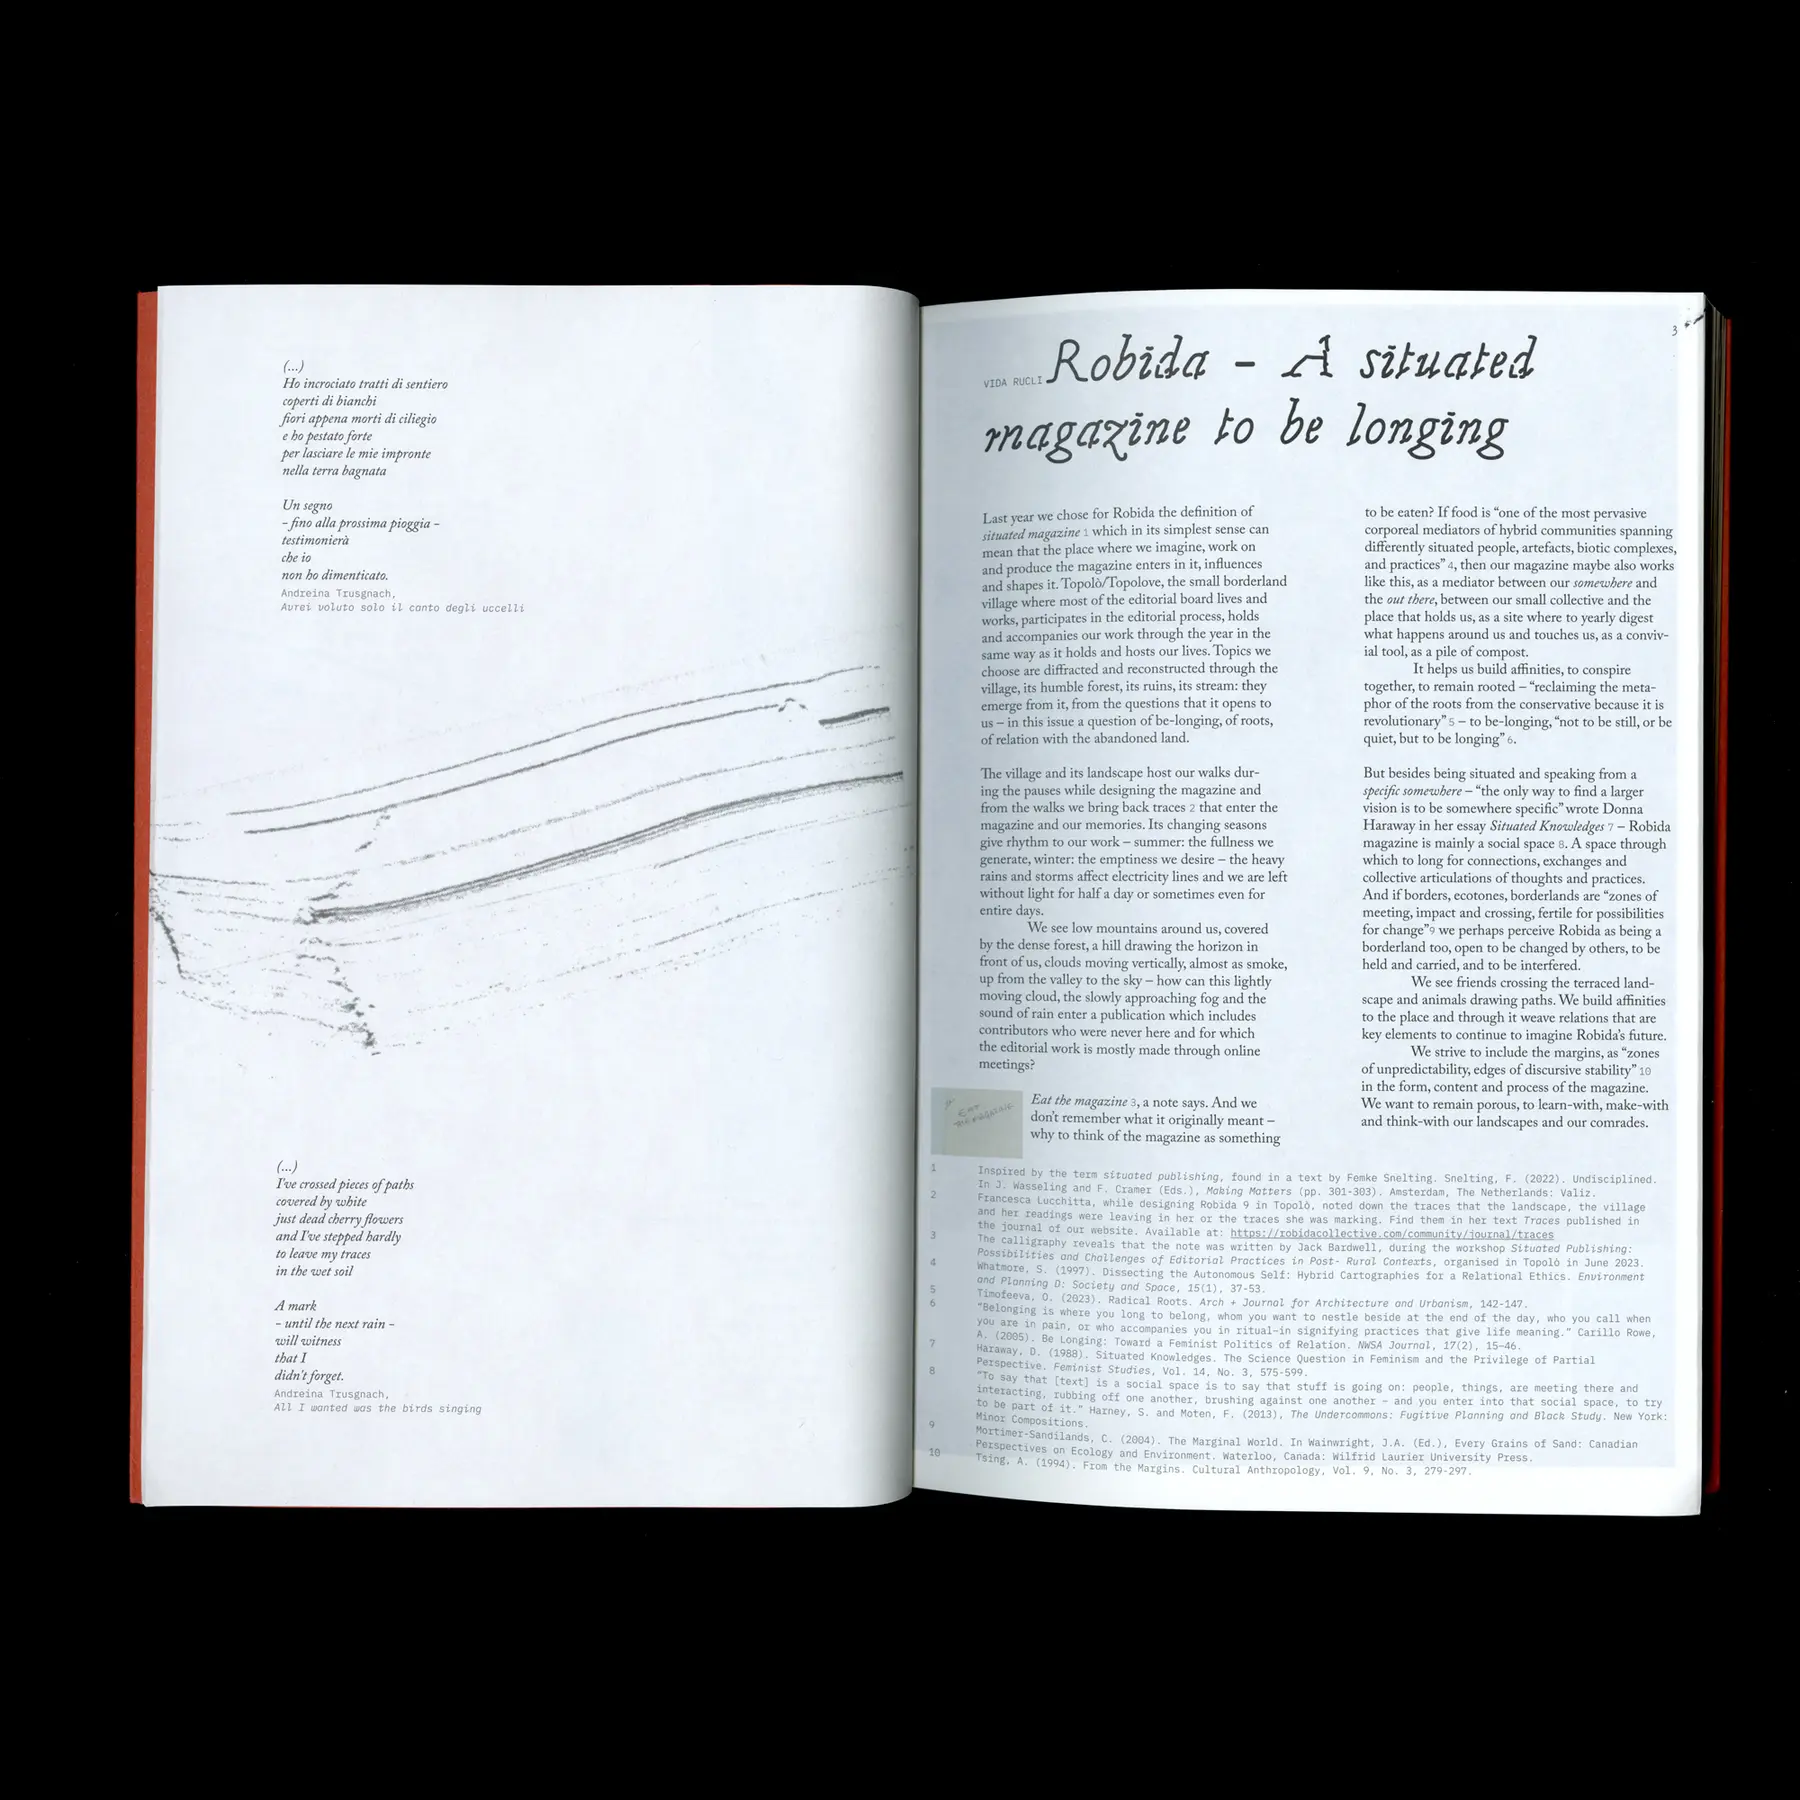 (...)
Ho incrociato tratti di sentiero
coperti di bianchi
fiori appena morti di ciliegio
e ho pestato forte
per lasciare le mie impronte
nella terra bagnata
Un segno
– fino alla prossima pioggia –
testimonierà
che io
non ho dimenticato.
Andreina Trusgnach,
Avrei voluto solo il canto degli uccelli
(...)
I've crossed pieces of paths
covered by white
just dead cherry flowers
and I've stepped hardly
to leave my traces
in the wet soil
A mark
– until the next rain –
will witness
that I
didn't forget.
Andreina Trusgnach,
All I wanted was the birds singing
3
VIDA RUCLI Robida – A situated
magazine to be longing
Last year we chose for Robida the definition of
situated magazine 1 which in its simplest sense can
mean that the place where we imagine, work on
and produce the magazine enters in it, influences
and shapes it. Topolò/Topolove, the small borderland
village where most of the editorial board lives and
works, participates in the editorial process, holds
and accompanies our work through the year in the
same way as it holds and hosts our lives. Topics we
choose are diffracted and reconstructed through the
village, its humble forest, its ruins, its stream: they
emerge from it, from the questions that it opens to
us – in this issue a question of be-longing, of roots,
of relation with the abandoned land.
The village and its landscape host our walks dur-
ing the pauses while designing the magazine and
from the walks we bring back traces 2 that enter the
magazine and our memories. Its changing seasons
give rhythm to our work – summer: the fullness we
generate, winter: the emptiness we desire – the heavy
rains and storms affect electricity lines and we are left
without light for half a day or sometimes even for
entire days.
We see low mountains around us, covered
by the dense forest, a hill drawing the horizon in
front of us, clouds moving vertically, almost as smoke,
up from the valley to the sky – how can this lightly
moving cloud, the slowly approaching fog and the
sound of rain enter a publication which includes
contributors who were never here and for which
the editorial work is mostly made through online
meetings?
EAT
THE MAGAZINE
Eat the magazine 3, a note says. And we
don't remember what it originally meant –
why to think of the magazine as something
to be eaten? If food is “one of the most pervasive
corporeal mediators of hybrid communities spanning
differently situated people, artefacts, biotic complexes,
and practices” 4, then our magazine maybe also works
like this, as a mediator between our somewhere and
the out there, between our small collective and the
place that holds us, as a site where to yearly digest
what happens around us and touches us, as a conviv-
ial tool, as a pile of compost.
It helps us build affinities, to conspire
together, to remain rooted – “reclaiming the meta-
phor of the roots from the conservative because it is
revolutionary” 5 – to be-longing, “not to be still, or be
quiet, but to be longing” 6.
But besides being situated and speaking from a
specific somewhere – “the only way to find a larger
vision is to be somewhere specific” wrote Donna
Haraway in her essay Situated Knowledges 7 – Robida
magazine is mainly a social space 8. A space through
which to long for connections, exchanges and
collective articulations of thoughts and practices.
And if borders, ecotones, borderlands are “zones of
meeting, impact and crossing, fertile for possibilities
for change”9 we perhaps perceive Robida as being a
borderland too, open to be changed by others, to be
held and carried, and to be interfered.
We see friends crossing the terraced land-
scape and animals drawing paths. We build affinities
to the place and through it weave relations that are
key elements to continue to imagine Robida's future.
We strive to include the margins, as “zones
of unpredictability, edges of discursive stability” 10
in the form, content and process of the magazine.
We want to remain porous, to learn-with, make-with
and think-with our landscapes and our comrades.
1 Inspired by the term situated publishing, found in a text by Femke Snelting. Snelting, F. (2022). Undisciplined.
In J. Wasseling and F. Cramer (Eds.), Making Matters (pp. 301-303). Amsterdam, The Netherlands: Valiz.
2 Francesca Lucchitta, while designing Robida 9 in Topolò, noted down the traces that the landscape, the village
and her readings were leaving in her or the traces she was marking. Find them in her text Traces published in
the journal of our website. Available at: https://robidacollective.com/community/journal/traces
3 The calligraphy reveals that the note was written by Jack Bardwell, during the workshop Situated Publishing:
Possibilities and Challenges of Editorial Practices in Post- Rural Contexts, organised in Topolò in June 2023.
4 Whatmore, S. (1997). Dissecting the Autonomous Self: Hybrid Cartographies for a Relational Ethics. Environment
and Planning D: Society and Space, 15(1), 37-53.
5 Timofeeva, O. (2023). Radical Roots. Arch + Journal for Architecture and Urbanism, 142-147.
6 “Belonging is where you long to belong, whom you want to nestle beside at the end of the day, who you call when
you are in pain, or who accompanies you in ritual—in signifying practices that give life meaning.” Carillo Rowe,
A. (2005). Be Longing: Toward a Feminist Politics of Relation. NWSA Journal, 17(2), 15–46.
7 Haraway, D. (1988). Situated Knowledges. The Science Question in Feminism and the Privilege of Partial
Perspective. Feminist Studies, Vol. 14, No. 3, 575-599.
8 “To say that [text] is a social space is to say that stuff is going on: people, things, are meeting there and
interacting, rubbing off one another, brushing against one another – and you enter into that social space, to try
to be part of it.” Harney, S. and Moten, F. (2013), The Undercommons: Fugitive Planning and Black Study. New York:
Minor Compositions.
9 Mortimer-Sandilands, C. (2004). The Marginal World. In Wainwright, J.A. (Ed.), Every Grains of Sand: Canadian
Perspectives on Ecology and Environment. Waterloo, Canada: Wilfrid Laurier University Press.
10 Tsing, A. (1994). From the Margins. Cultural Anthropology, Vol. 9, No. 3, 279-297.